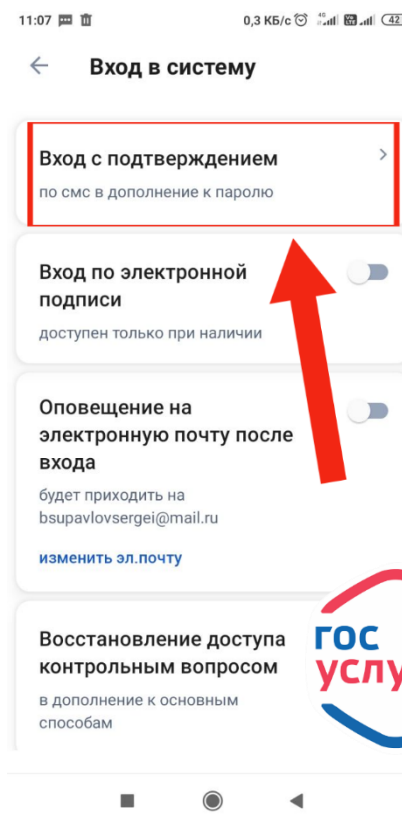 11:07 0,3 КБ/с 4G 42
Вход в систему
Вход с подтверждением
по смс в дополнение к паролю
Вход по электронной
подписи
доступен только при наличии
Оповещение на
электронную почту после
входа
будет приходить на
bsupavlovsergei@mail.ru
изменить эл.почту
Восстановление доступа
контрольным вопросом
в дополнение к основным
способам
гос
услу